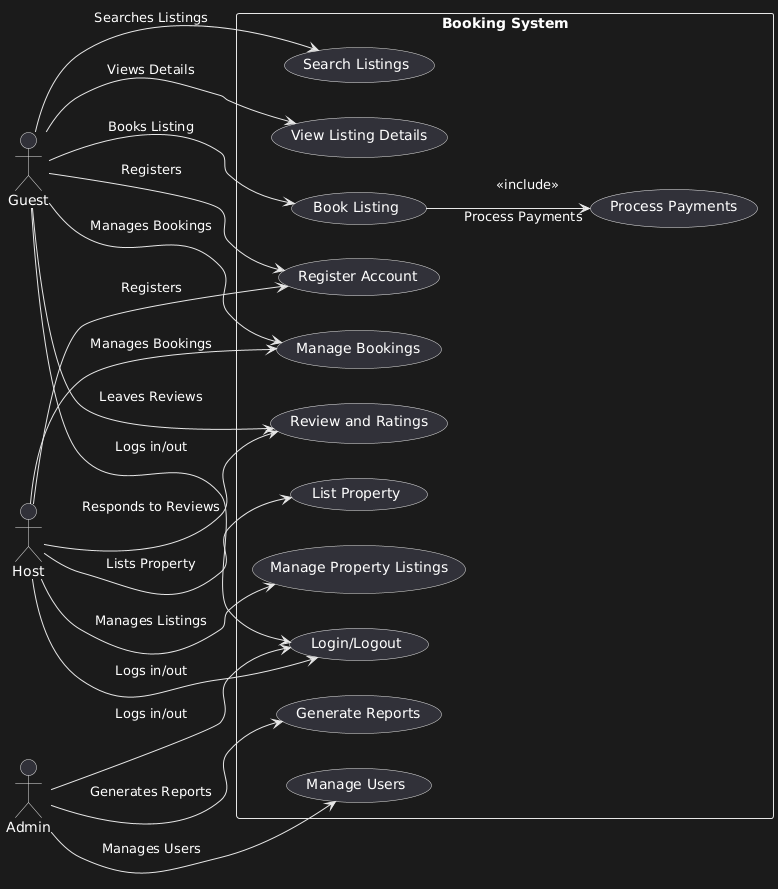 Booking System
Searches Listings
Search Listings
Views Details
View Listing Details
Books Listing
Book Listing
«include»
Process Payments
Process Payments
Guest
Registers
Register Account
Manages Bookings
Registers
Manage Bookings
Manages Bookings
Leaves Reviews
Review and Ratings
Logs in/out
List Property
Responds to Reviews
Host
Lists Property
Manage Property Listings
Manages Listings
Login/Logout
Logs in/out
Logs in/out
Generate Reports
Generates Reports
Manage Users
Admin
Manages Users